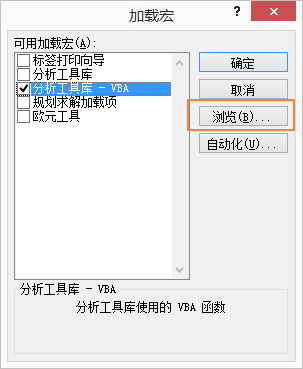 加载宏
?
×
可用加载宏(A):
标签打印向导
分析工具库
分析工具库 - VBA
规划求解加载项
欧元工具
确定
取消
浏览(B)...
自动化(U)...
分析工具库 - VBA
分析工具库使用的 VBA 函数